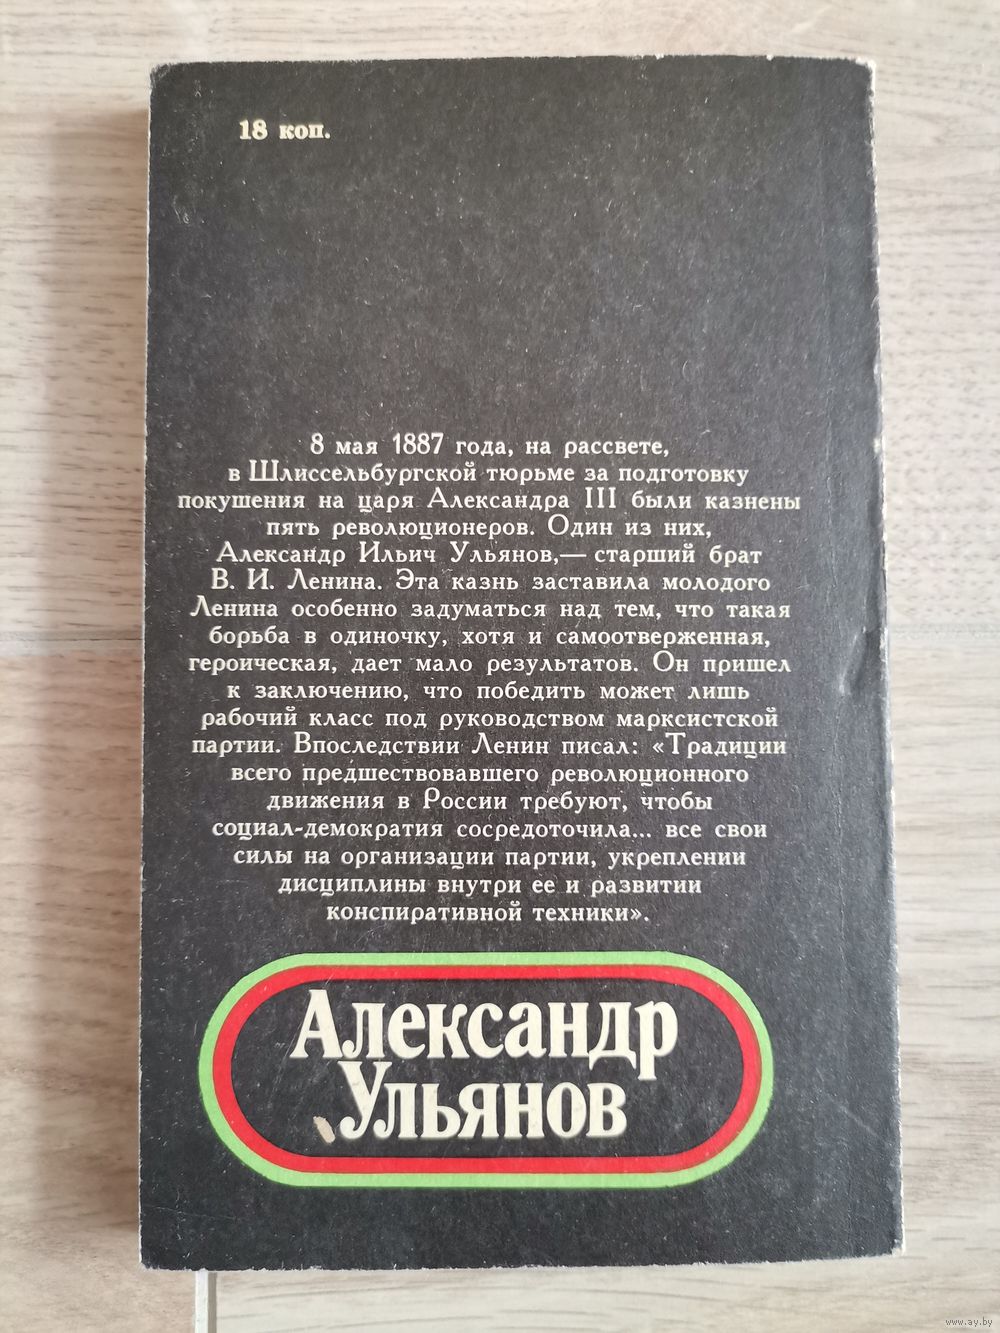 18 коп.
8 мая 1887 года, на рассвете,
в Шлиссельбургской тюрьме за подготовку
покушения на царя Александра III были казнены
пять революционеров. Один из них,
Александр Ильич Ульянов,— старший брат
В. И. Ленина. Эта казнь заставила молодого
Ленина особенно задуматься над тем, что такая
борьба в одиночку, хотя и самоотверженная,
героическая, дает мало результатов. Он пришел
к заключению, что победить может лишь
рабочий класс под руководством марксистской
партии. Впоследствии Ленин писал: «Традиции
всего предшествовавшего революционного
движения в России требуют, чтобы
социал-демократия сосредоточила... все свои
силы на организации партии, укреплении
дисциплины внутри ее и развитии
конспиративной техники».
Александр
Ульянов
www.ay.by